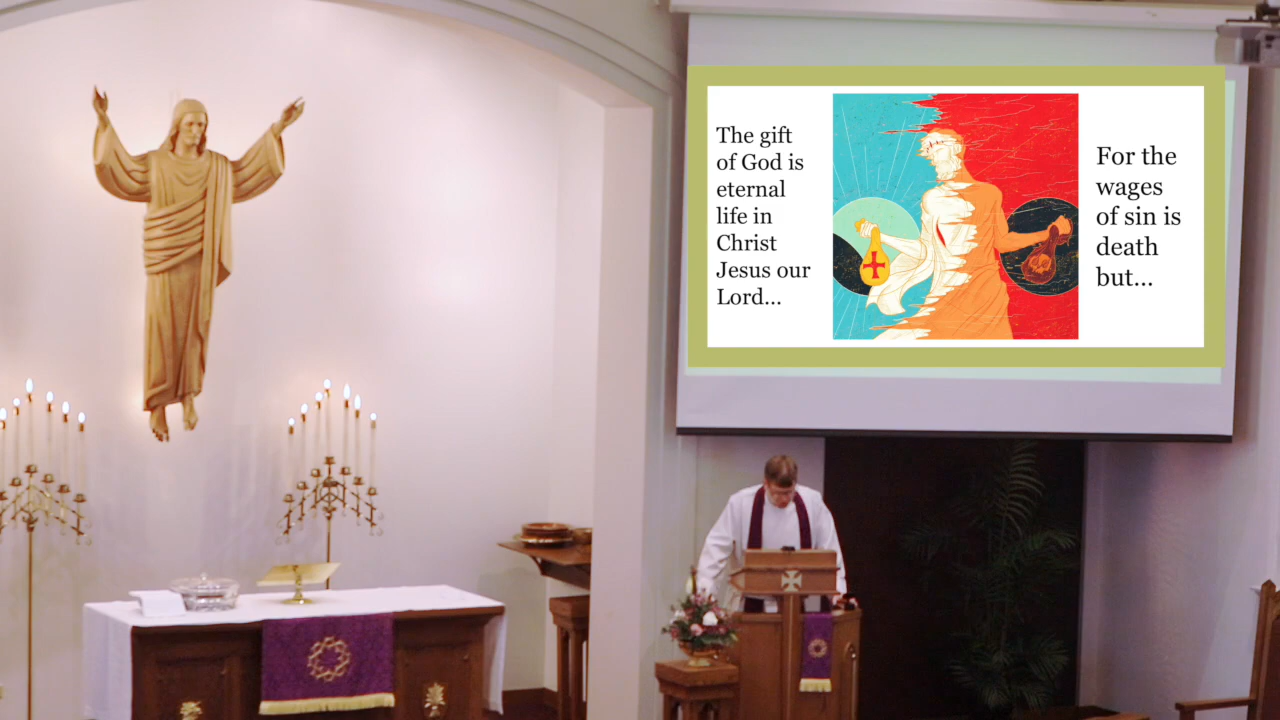 The gift
of God is
eternal
life in
Christ
Jesus our
Lord...
For the
wages
of sin is
death
but...